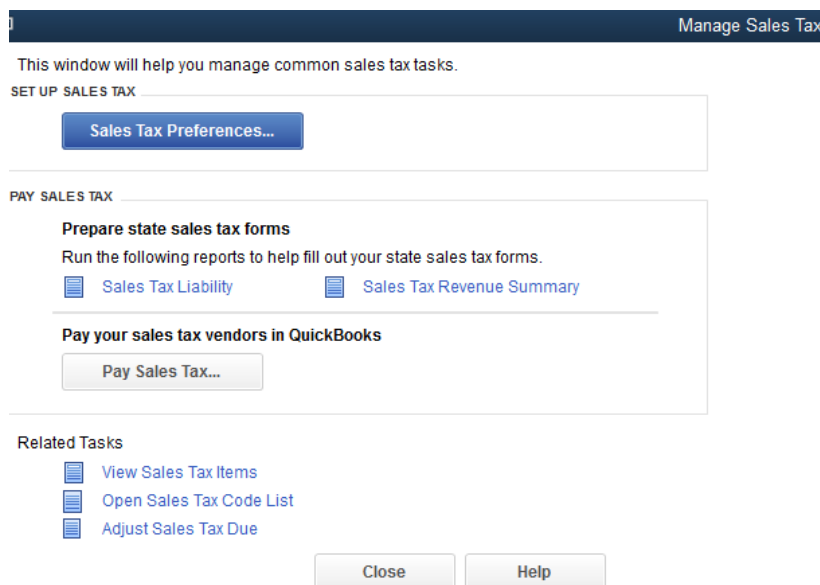 Manage Sales Tax
This window will help you manage common sales tax tasks.
SET UP SALES TAX
Sales Tax Preferences...
PAY SALES TAX
Prepare state sales tax forms
Run the following reports to help fill out your state sales tax forms.
Sales Tax Liability Sales Tax Revenue Summary
Pay your sales tax vendors in QuickBooks
Pay Sales Tax...
Related Tasks
View Sales Tax Items
Open Sales Tax Code List
Adjust Sales Tax Due
Close Help